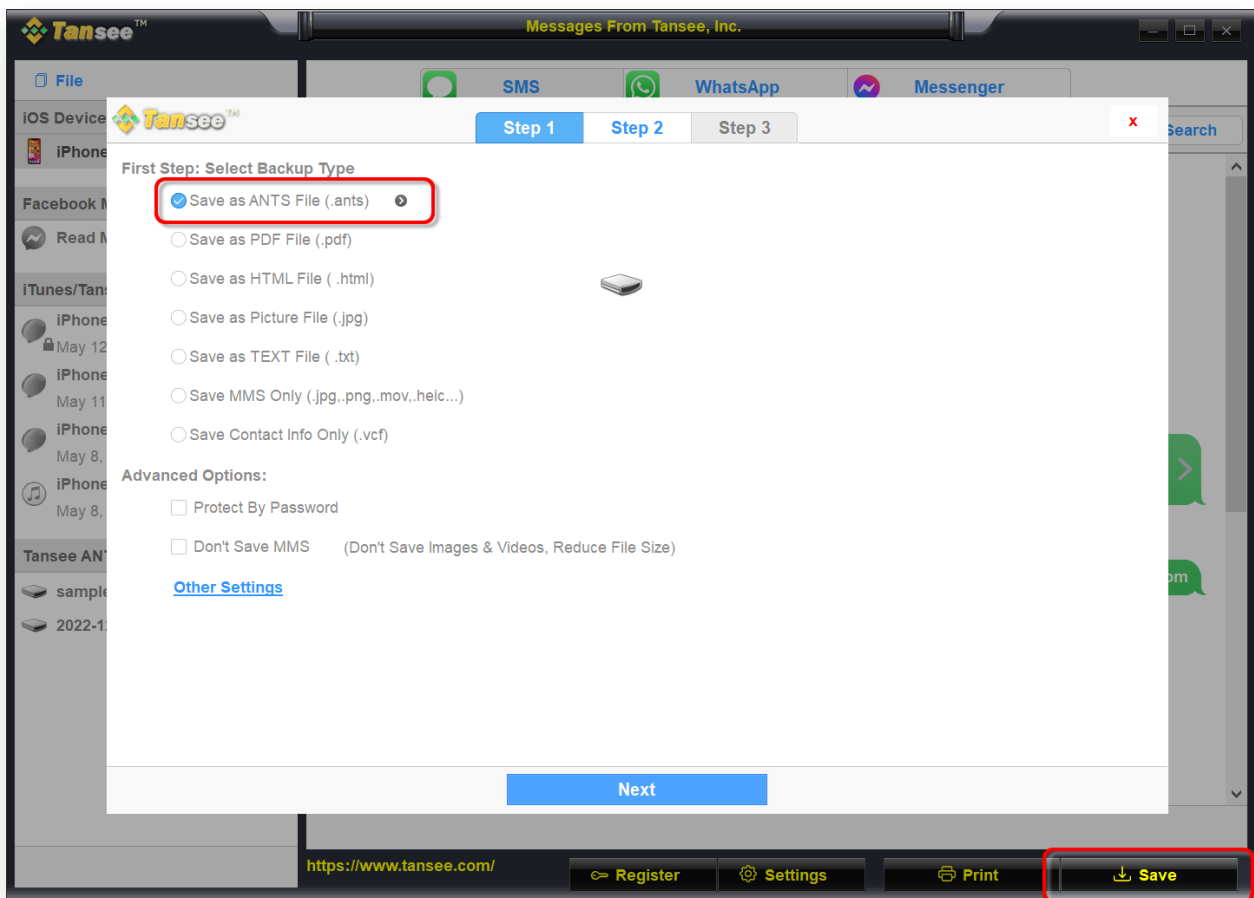 Tansee™
Messages From Tansee, Inc.
File
SMS
WhatsApp
Messenger
iOS Device
Tansee™
Step 1
Step 2
Step 3
x
Search
iPhone
First Step: Select Backup Type
Save as ANTS File (.ants)
Facebook
Save as PDF File (.pdf)
Read
Save as HTML File ( .html)
iTunes/Tans
iPhone
Save as Picture File (.jpg)
May 12
Save as TEXT File ( .txt)
iPhone
May 11
Save MMS Only (.jpg,.png,.mov,.heic...)
iPhone
Save Contact Info Only (.vcf)
May 8,
Advanced Options:
iPhone
May 8,
Protect By Password
Don't Save MMS (Don't Save Images & Videos, Reduce File Size)
Tansee AN
om
Other Settings
sample
2022-1
Next
https://www.tansee.com/
Register
Settings
Print
Save